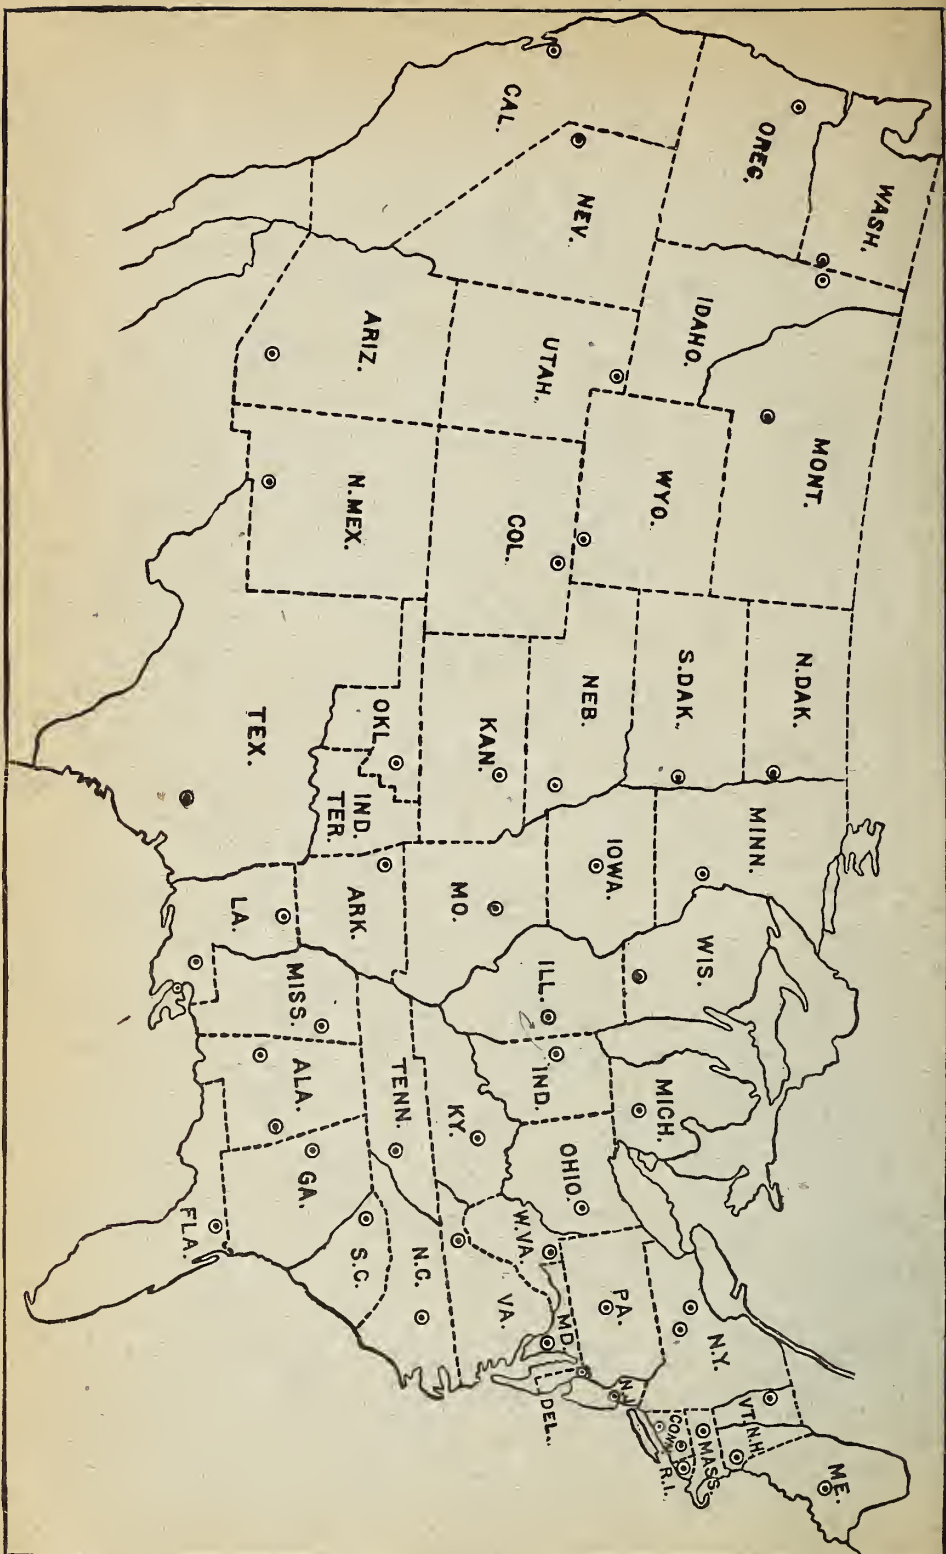 WASH.
OREG.
CAL.
NEV.
IDAHO.
MONT.
WYO.
UTAH.
ARIZ.
COL.
N.MEX.
N.DAK.
S.DAK.
NEB.
KAN.
OKL.
IND.
TER.
TEX.
MINN.
IOWA.
MO.
ARK.
LA.
WIS.
ILL.
MISS.
MICH.
IND.
KY.
TENN.
ALA.
OHIO.
GA.
FLA.
W.VA.
VA.
N.C.
S.C.
PA.
MD.
DEL.
N.Y.
VT.
N.H.
ME.
MASS.
CONN.
R.I.